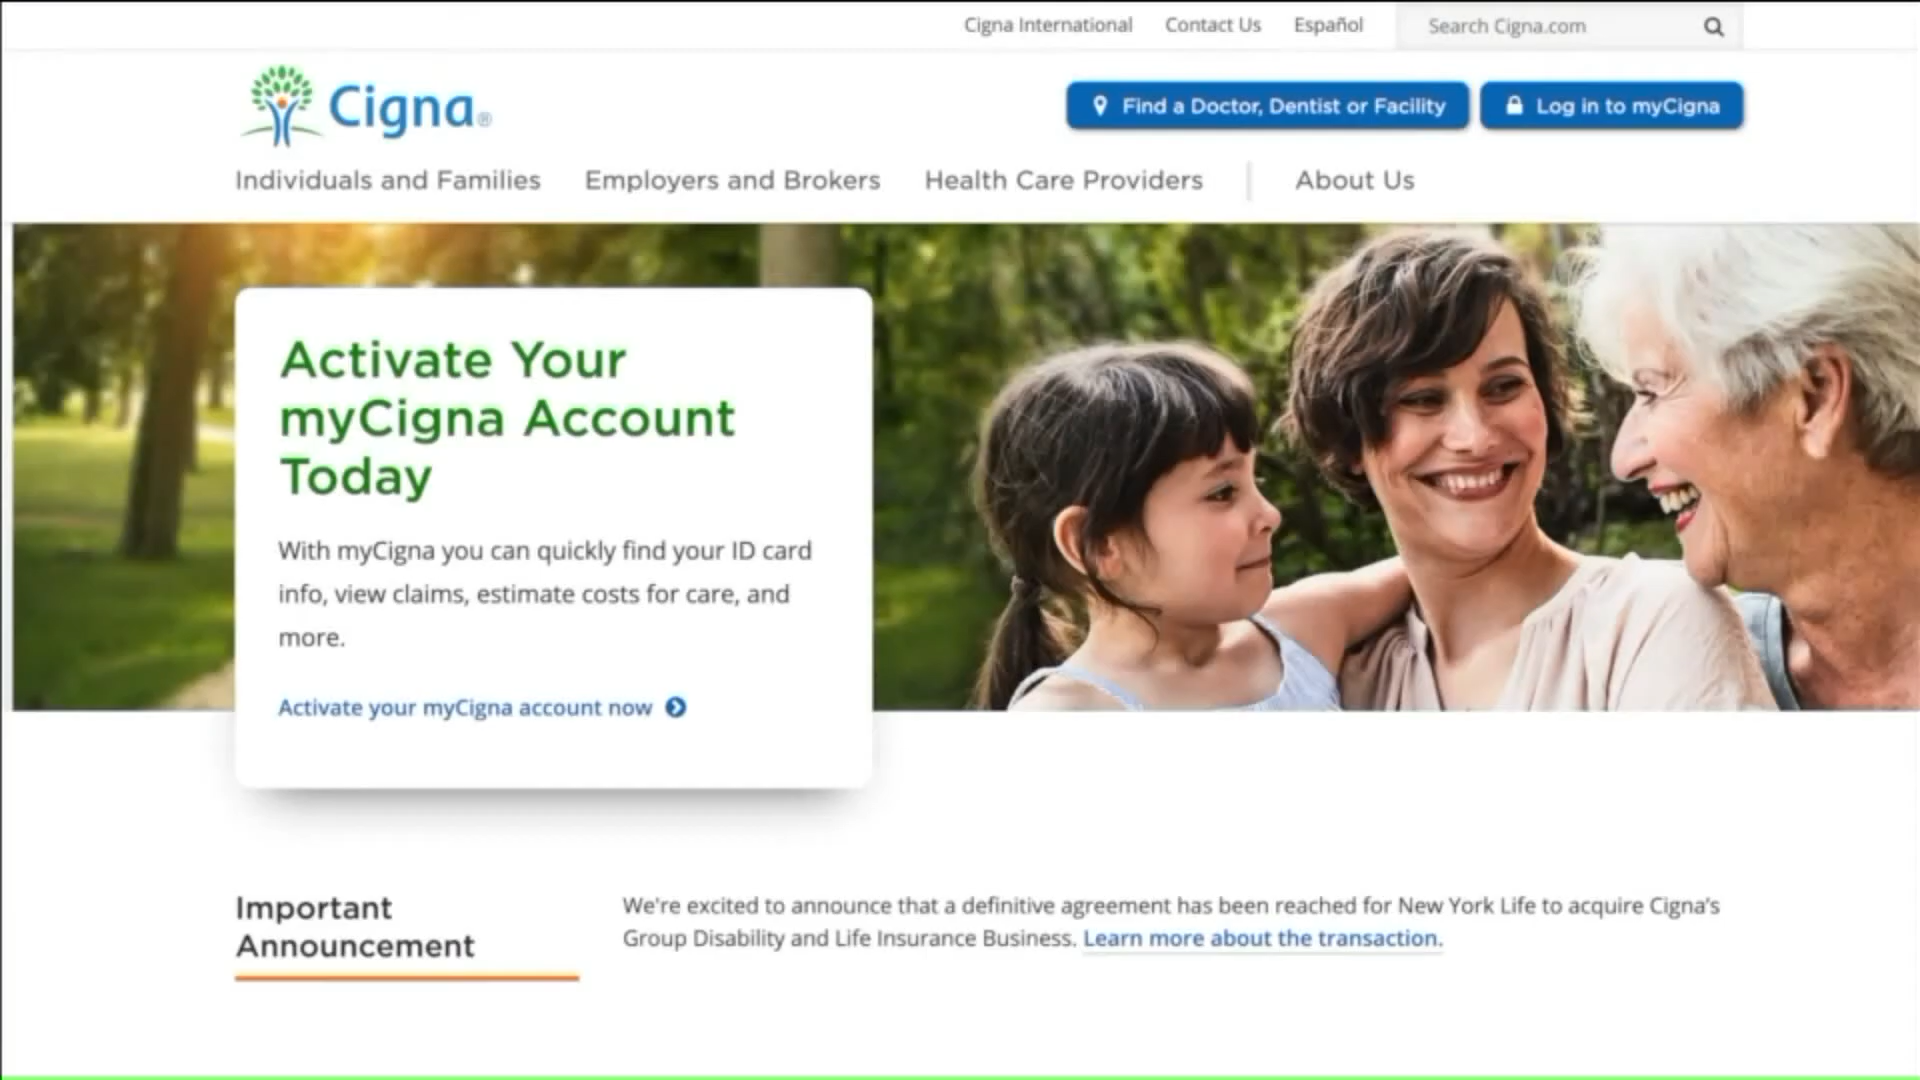 Cigna International Contact Us Español Search Cigna.com
Cigna®
Find a Doctor, Dentist or Facility Log in to myCigna
Individuals and Families Employers and Brokers Health Care Providers About Us
Activate Your
myCigna Account
Today
With myCigna you can quickly find your ID card
info, view claims, estimate costs for care, and
more.
Activate your myCigna account now
Important
Announcement
We're excited to announce that a definitive agreement has been reached for New York Life to acquire Cigna's
Group Disability and Life Insurance Business. Learn more about the transaction.